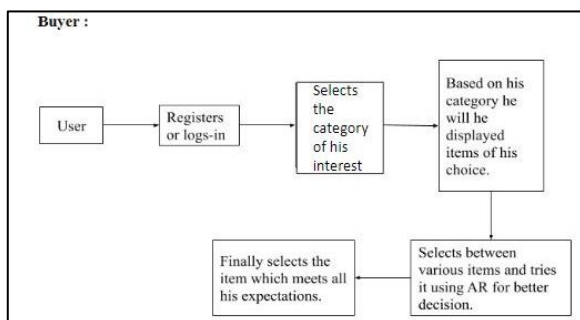 Buyer :
User
Registers
or logs-in
Selects
the
category
of his
interest
Based on his
category he
will he
displayed
items of his
choice.
Selects between
various items and tries
it using AR for better
decision.
Finally selects the
item which meets all
his expectations.